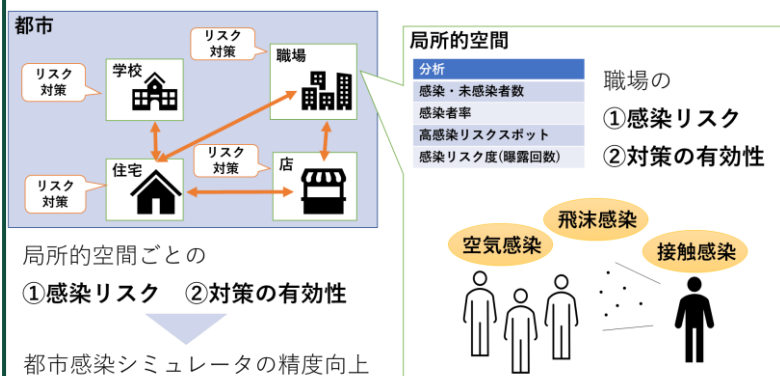 都市
リスク
対策
職場
学校
リスク
対策
リスク
対策
店
住宅
リスク
対策
局所的空間ごとの
①感染リスク ②対策の有効性
都市感染シミュレータの精度向上
局所的空間
分析
感染・未感染者数
感染者率
高感染リスクスポット
感染リスク度(曝露回数)
職場の
①感染リスク
②対策の有効性
飛沫感染
空気感染
接触感染